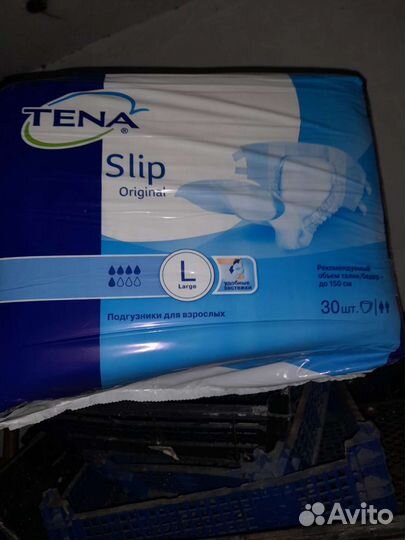 TENA®
Slip
Original
L
Large
удобные
застежки
Рекомендуемый
объем талии/бедер -
до 150 см
30 шт.
Подгузники для взрослых
Avito